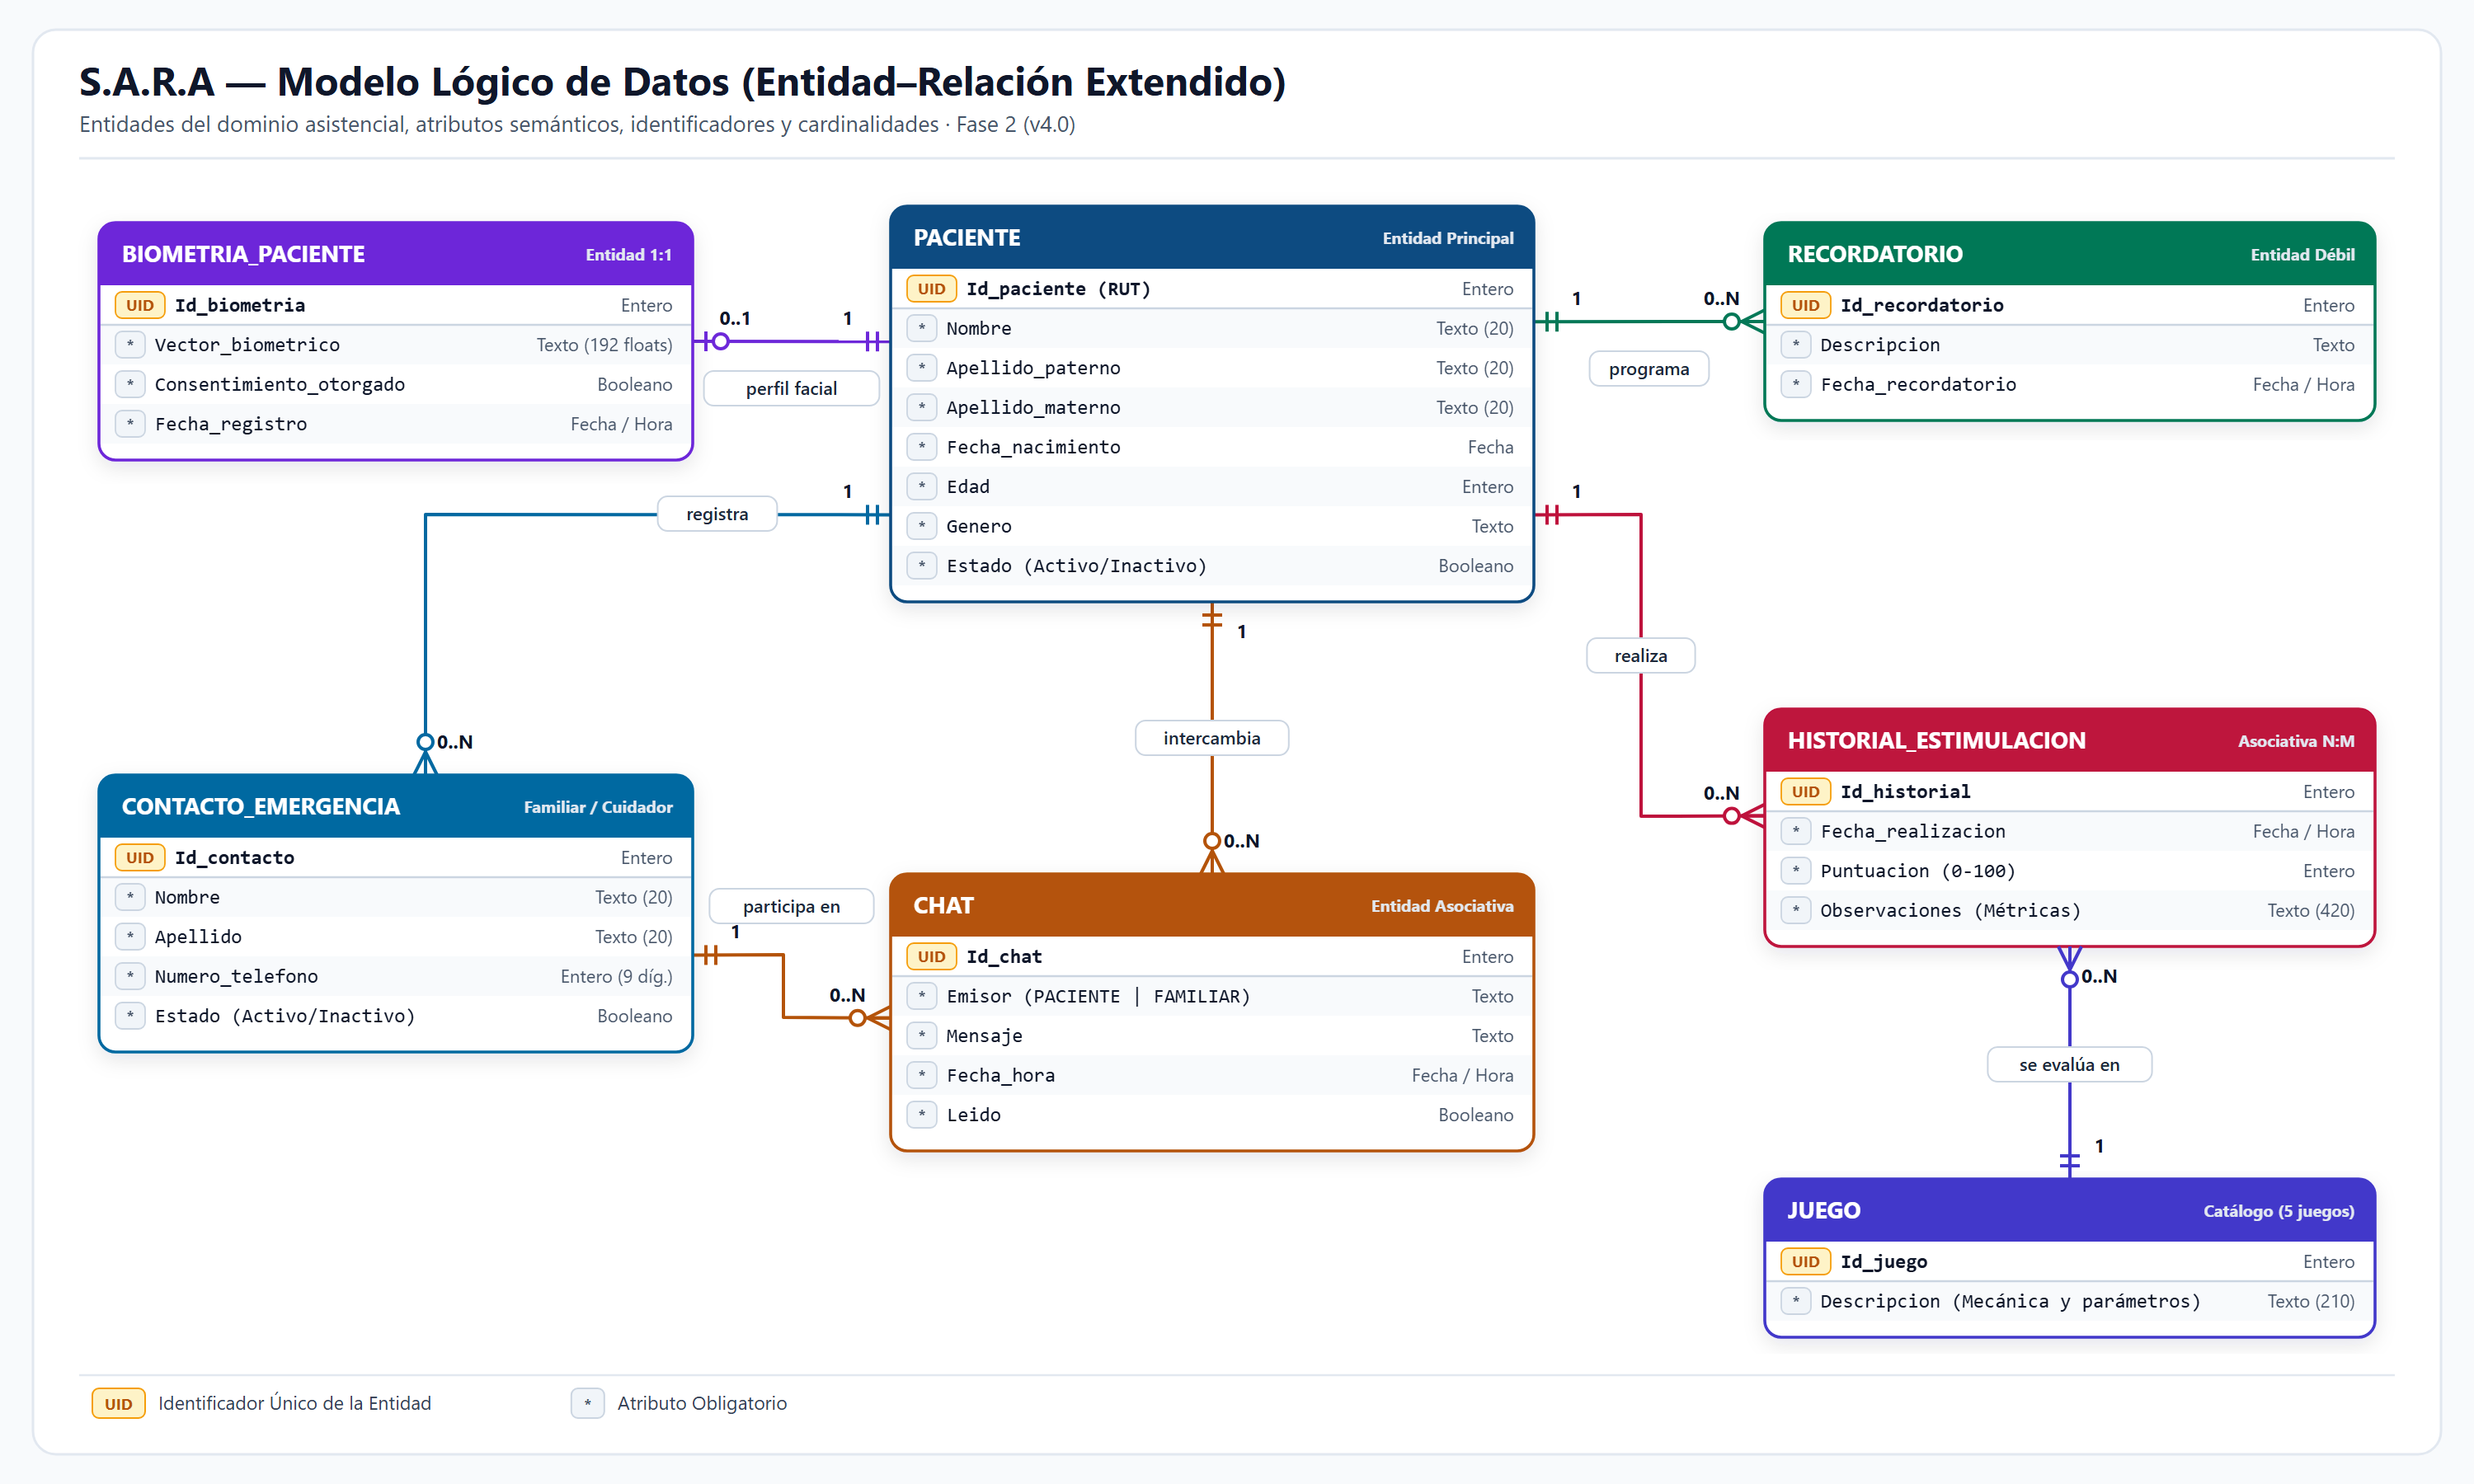 S.A.R.A — Modelo Lógico de Datos (Entidad–Relación Extendido)
Entidades del dominio asistencial, atributos semánticos, identificadores y cardinalidades · Fase 2 (v4.0)
BIOMETRIA_PACIENTE Entidad 1:1
UID Id_biometria Entero
* Vector_biometrico Texto (192 floats)
* Consentimiento_otorgado Booleano
* Fecha_registro Fecha / Hora
0..1 1
perfil facial
PACIENTE Entidad Principal
UID Id_paciente (RUT) Entero
* Nombre Texto (20)
* Apellido_paterno Texto (20)
* Apellido_materno Texto (20)
* Fecha_nacimiento Fecha
* Edad Entero
* Genero Texto
* Estado (Activo/Inactivo) Booleano
1 0..N
programa
RECORDATORIO Entidad Débil
UID Id_recordatorio Entero
* Descripcion Texto
* Fecha_recordatorio Fecha / Hora
1
registra
0..N
1
realiza
0..N
1
intercambia
0..N
CONTACTO_EMERGENCIA Familiar / Cuidador
UID Id_contacto Entero
* Nombre Texto (20)
* Apellido Texto (20)
* Numero_telefono Entero (9 díg.)
* Estado (Activo/Inactivo) Booleano
participa en
1
0..N
CHAT Entidad Asociativa
UID Id_chat Entero
* Emisor (PACIENTE | FAMILIAR) Texto
* Mensaje Texto
* Fecha_hora Fecha / Hora
* Leido Booleano
HISTORIAL_ESTIMULACION Asociativa N:M
UID Id_historial Entero
* Fecha_realizacion Fecha / Hora
* Puntuacion (0-100) Entero
* Observaciones (Métricas) Texto (420)
0..N
se evalúa en
1
JUEGO Catálogo (5 juegos)
UID Id_juego Entero
* Descripcion (Mecánica y parámetros) Texto (210)
UID Identificador Único de la Entidad
* Atributo Obligatorio